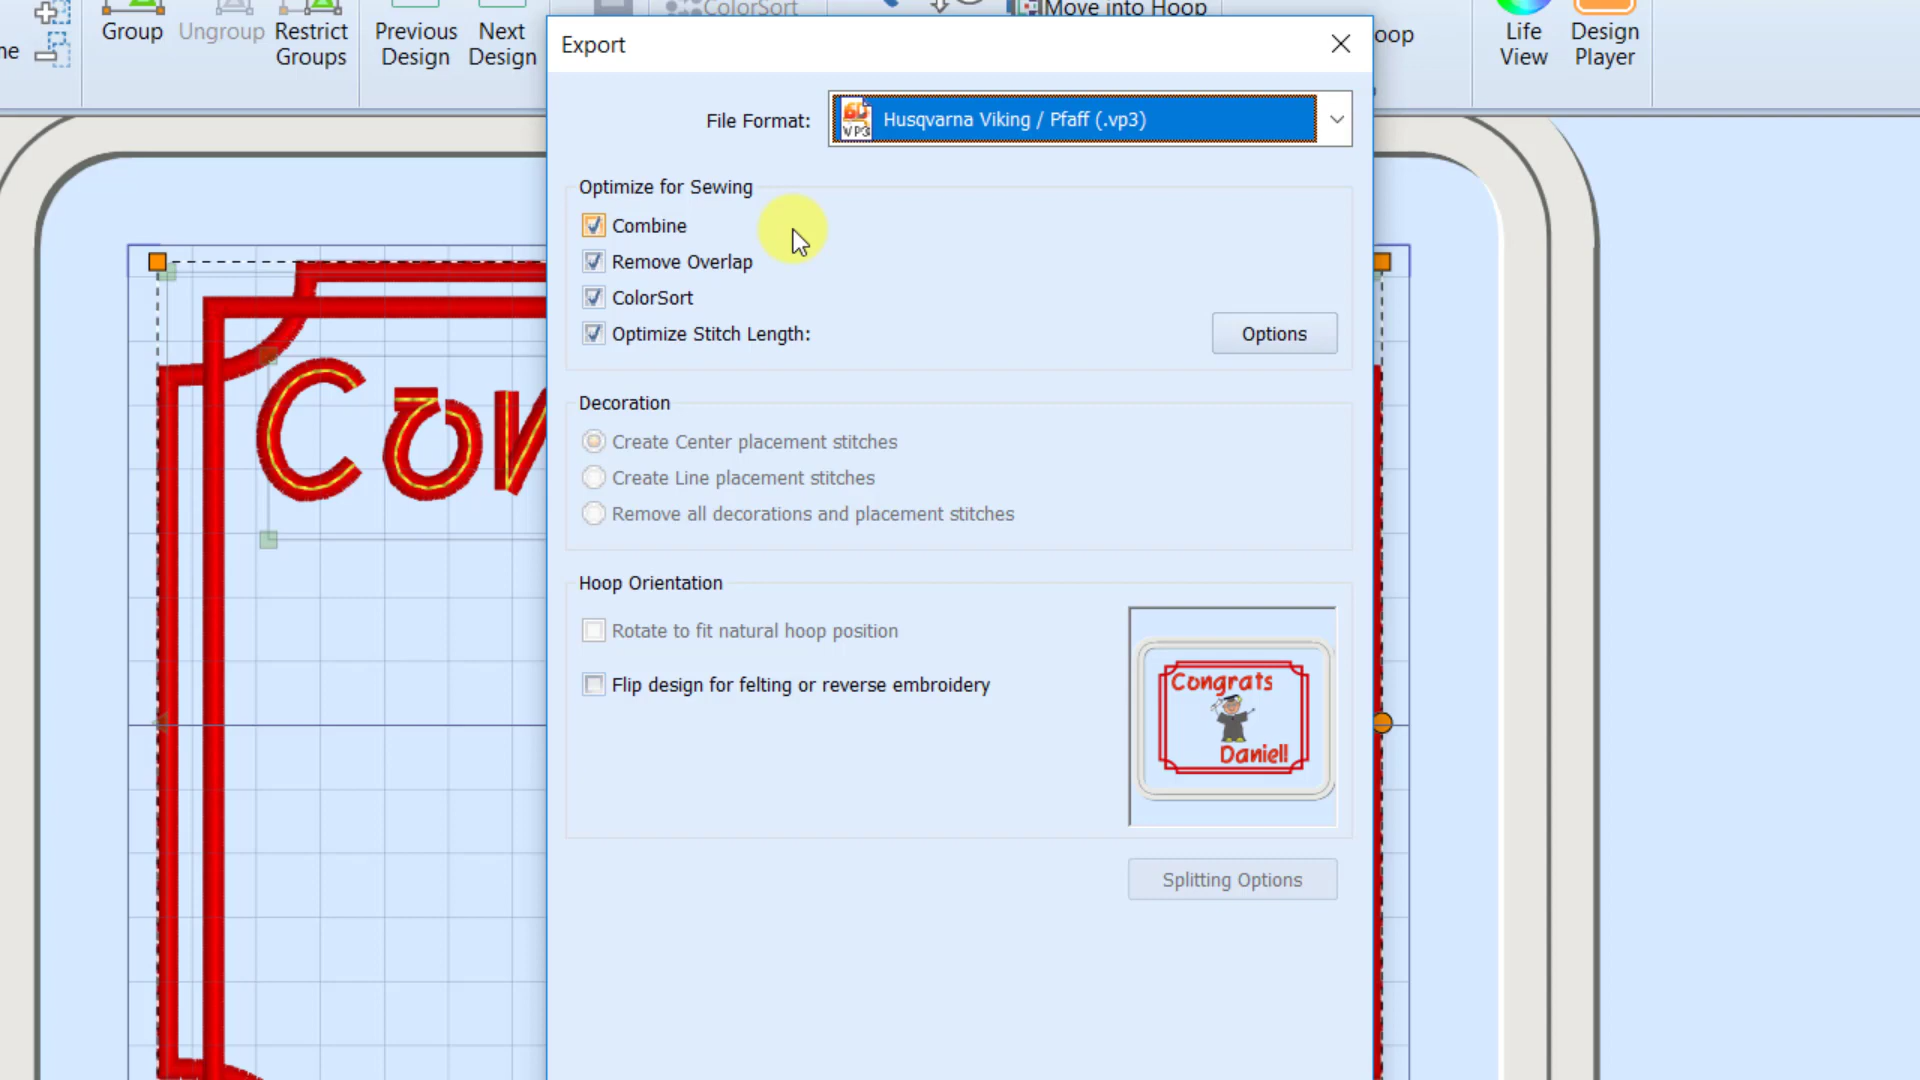 ColorSort
Move into Hoop
Group
Ungroup
Restrict
Groups
Previous
Design
Next
Design
Life
View
Design
Player
Export
File Format:
VP3
Husqvarna Viking / Pfaff (.vp3)
Optimize for Sewing
Combine
Remove Overlap
ColorSort
Optimize Stitch Length:
Options
Decoration
Create Center placement stitches
Create Line placement stitches
Remove all decorations and placement stitches
Hoop Orientation
Rotate to fit natural hoop position
Flip design for felting or reverse embroidery
Congrats
Daniell
Splitting Options
Con